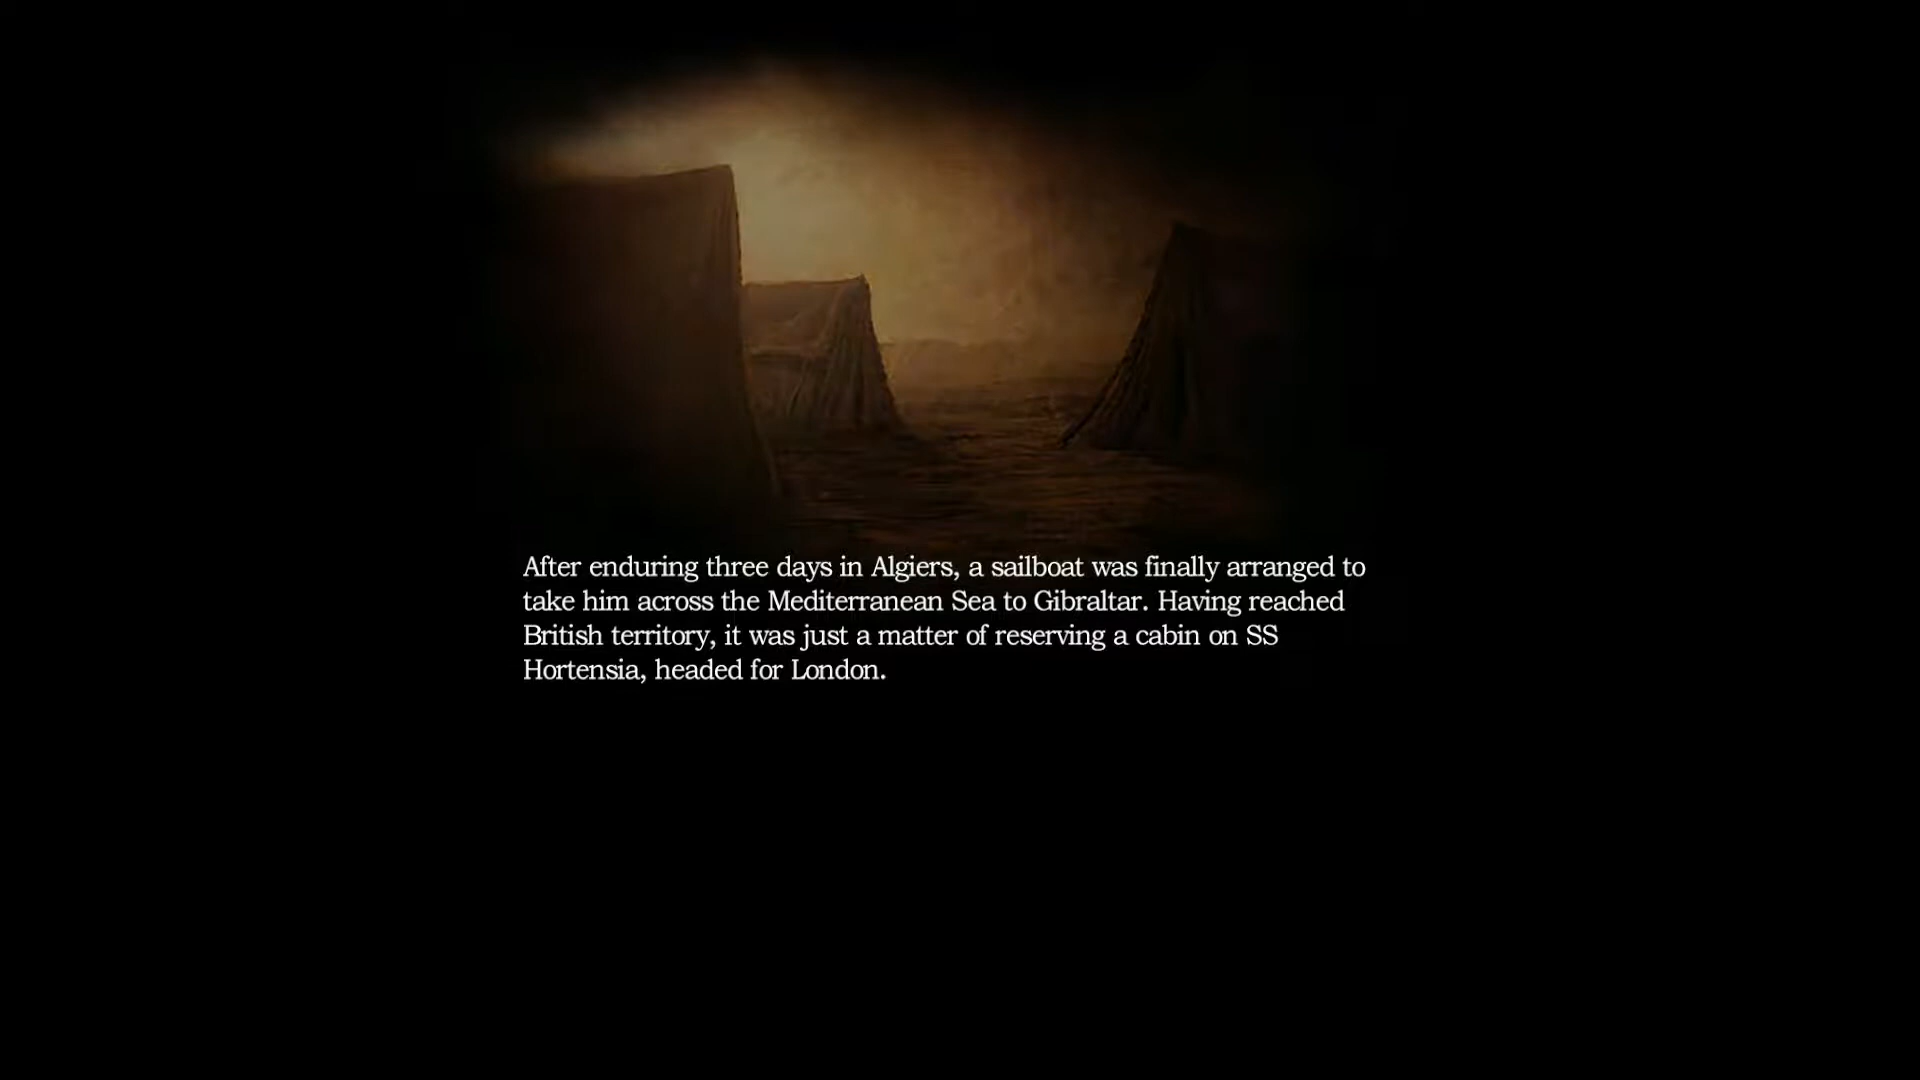 After enduring three days in Algiers, a sailboat was finally arranged to
take him across the Mediterranean Sea to Gibraltar. Having reached
British territory, it was just a matter of reserving a cabin on SS
Hortensia, headed for London.